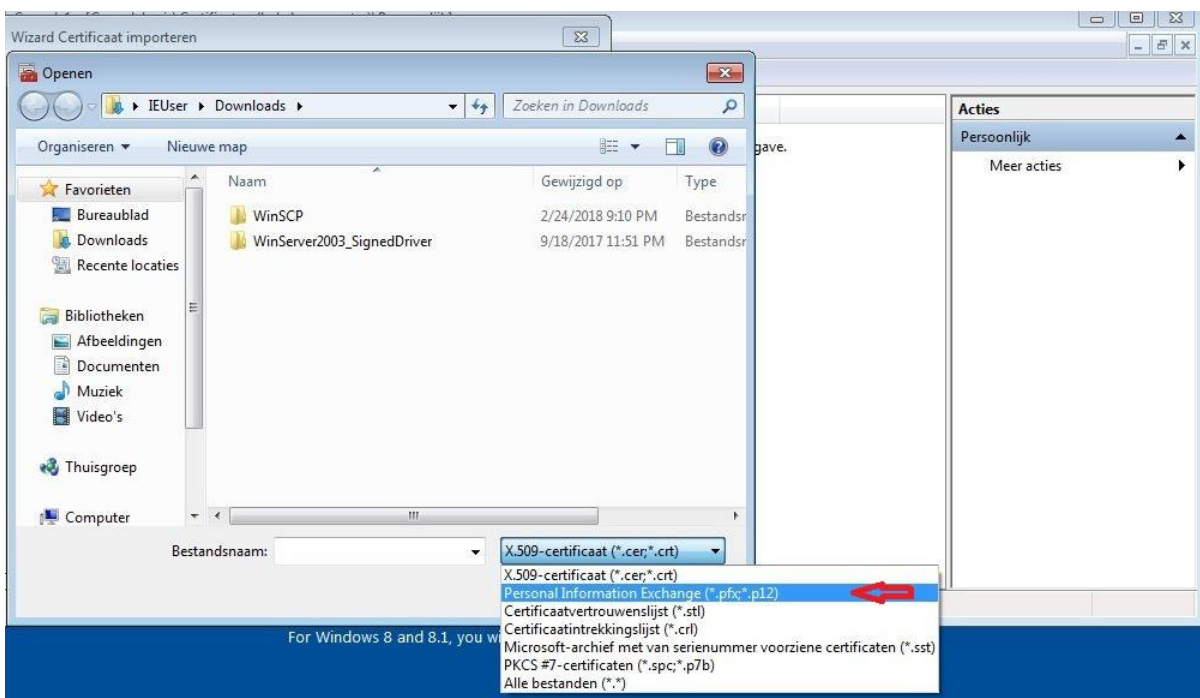 Wizard Certificaat importeren
Openen
IEUser
Downloads
Zoeken in Downloads
Acties
Organiseren
Nieuwe map
gave.
Persoonlijk
Meer acties
Favorieten
Bureaublad
Downloads
Recente locaties
Bibliotheken
Afbeeldingen
Documenten
Muziek
Video's
Thuisgroep
Computer
Naam Gewijzigd op Type
WinSCP 2/24/2018 9:10 PM Bestandsr
WinServer2003_SignedDriver 9/18/2017 11:51 PM Bestandsr
Bestandsnaam:
X.509-certificaat (*.cer;*.crt)
X.509-certificaat (*.cer;*.crt)
Personal Information Exchange (*.pfx;*.p12)
Certificaatvertrouwenslijst (*.stl)
Certificaatintrekkingslijst (*.crl)
Microsoft-archief met van serienummer voorziene certificaten (*.sst)
PKCS #7-certificaten (*.spc;*.p7b)
Alle bestanden (*.*)
For Windows 8 and 8.1, you w